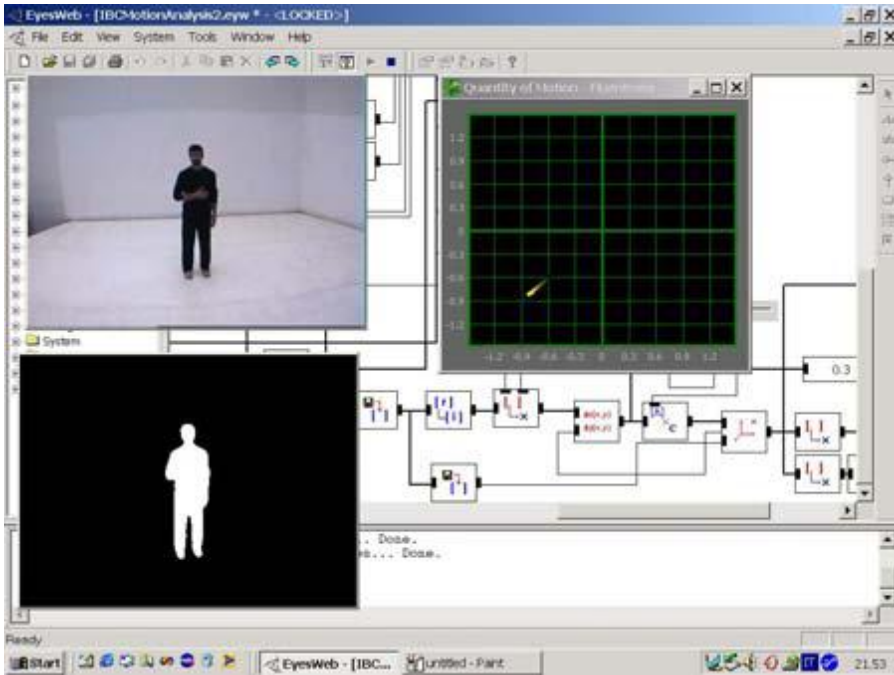 EyesWeb - [IBCMotionAnalysis2.eyw * - <LOCKED>]
File Edit View System Tools Window Help
Quantity of Motion -
1.2
0.9
0.6
0.3
0
-0.3
-0.6
-0.9
-1.2
-1.2 -0.9 -0.6 -0.3 0 0.3 0.6 0.9 1.2
System
0.3
.. Done.
es... Done.
Ready
Start
EyesWeb - [IBC...
untitled - Paint
IT
21.53